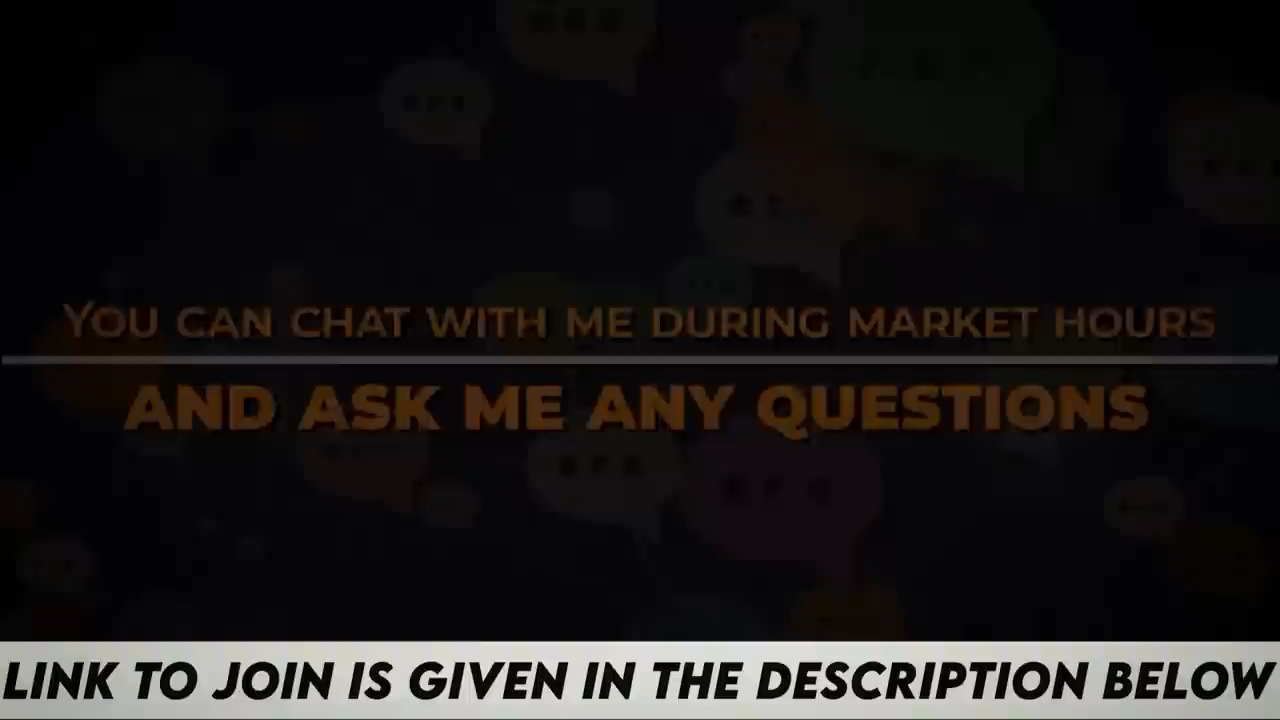 YOU CAN CHAT WITH ME DURING MARKET HOURS
AND ASK ME ANY QUESTIONS
LINK TO JOIN IS GIVEN IN THE DESCRIPTION BELOW